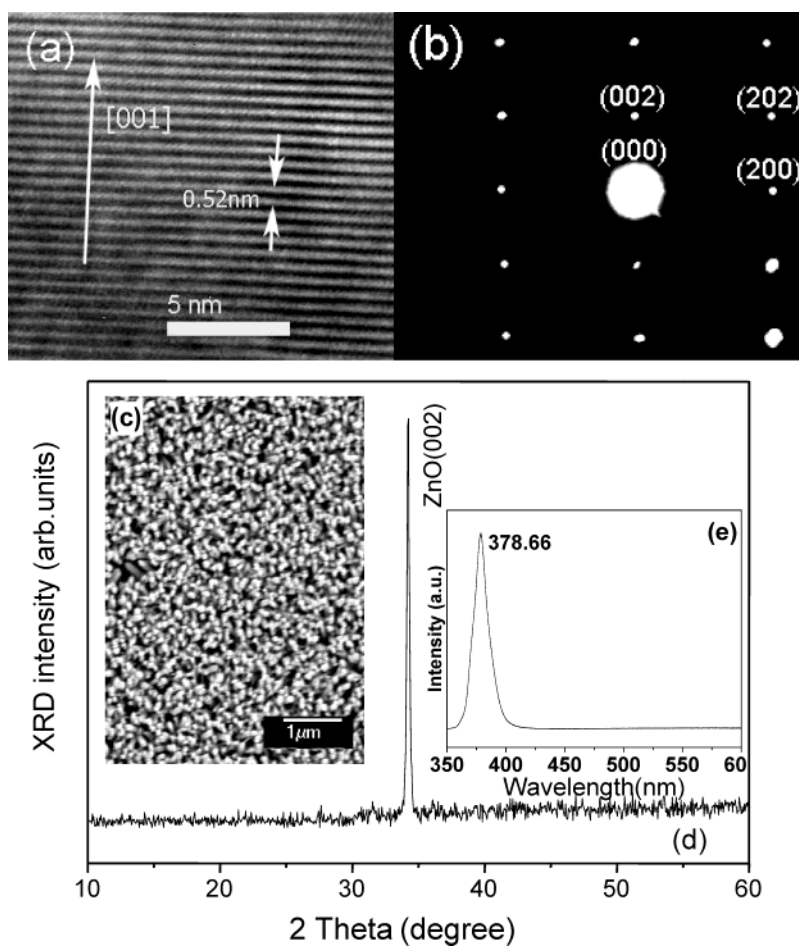 (a)
[001]
0.52nm
5 nm
(b)
(002)
(202)
(000)
(200)
(c)
1μm
ZnO(002)
(e)
378.66
Intensity (a.u.)
350 400 450 500 550 600
Wavelength(nm)
XRD intensity (arb.units)
(d)
10 20 30 40 50 60
2 Theta (degree)